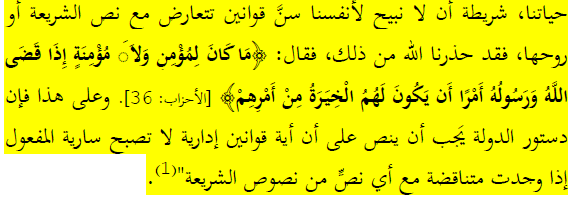 حياتنا، شريطة أن لا نبيح لأنفسنا سنَّ قوانين تتعارض مع نص الشريعة أو
روحها، فقد حذرنا الله من ذلك، فقال: ﴿مَا كَانَ لِمُؤْمِنٍ وَلَاَ مُؤْمِنَةٍ إِذَا قَضَى
اللَّهُ وَرَسُولُهُ أَمْرًا أَن يَكُونَ لَهُمُ الْخِيَرَةُ مِنْ أَمْرِهِمْ﴾ [الأحزاب: 36]. وعلى هذا فإن
دستور الدولة يَجب أن ينص على أن أية قوانين إدارية لا تصبح سارية المفعول
إذا وجدت متناقضة مع أي نصٍّ من نصوص الشريعة"(1).